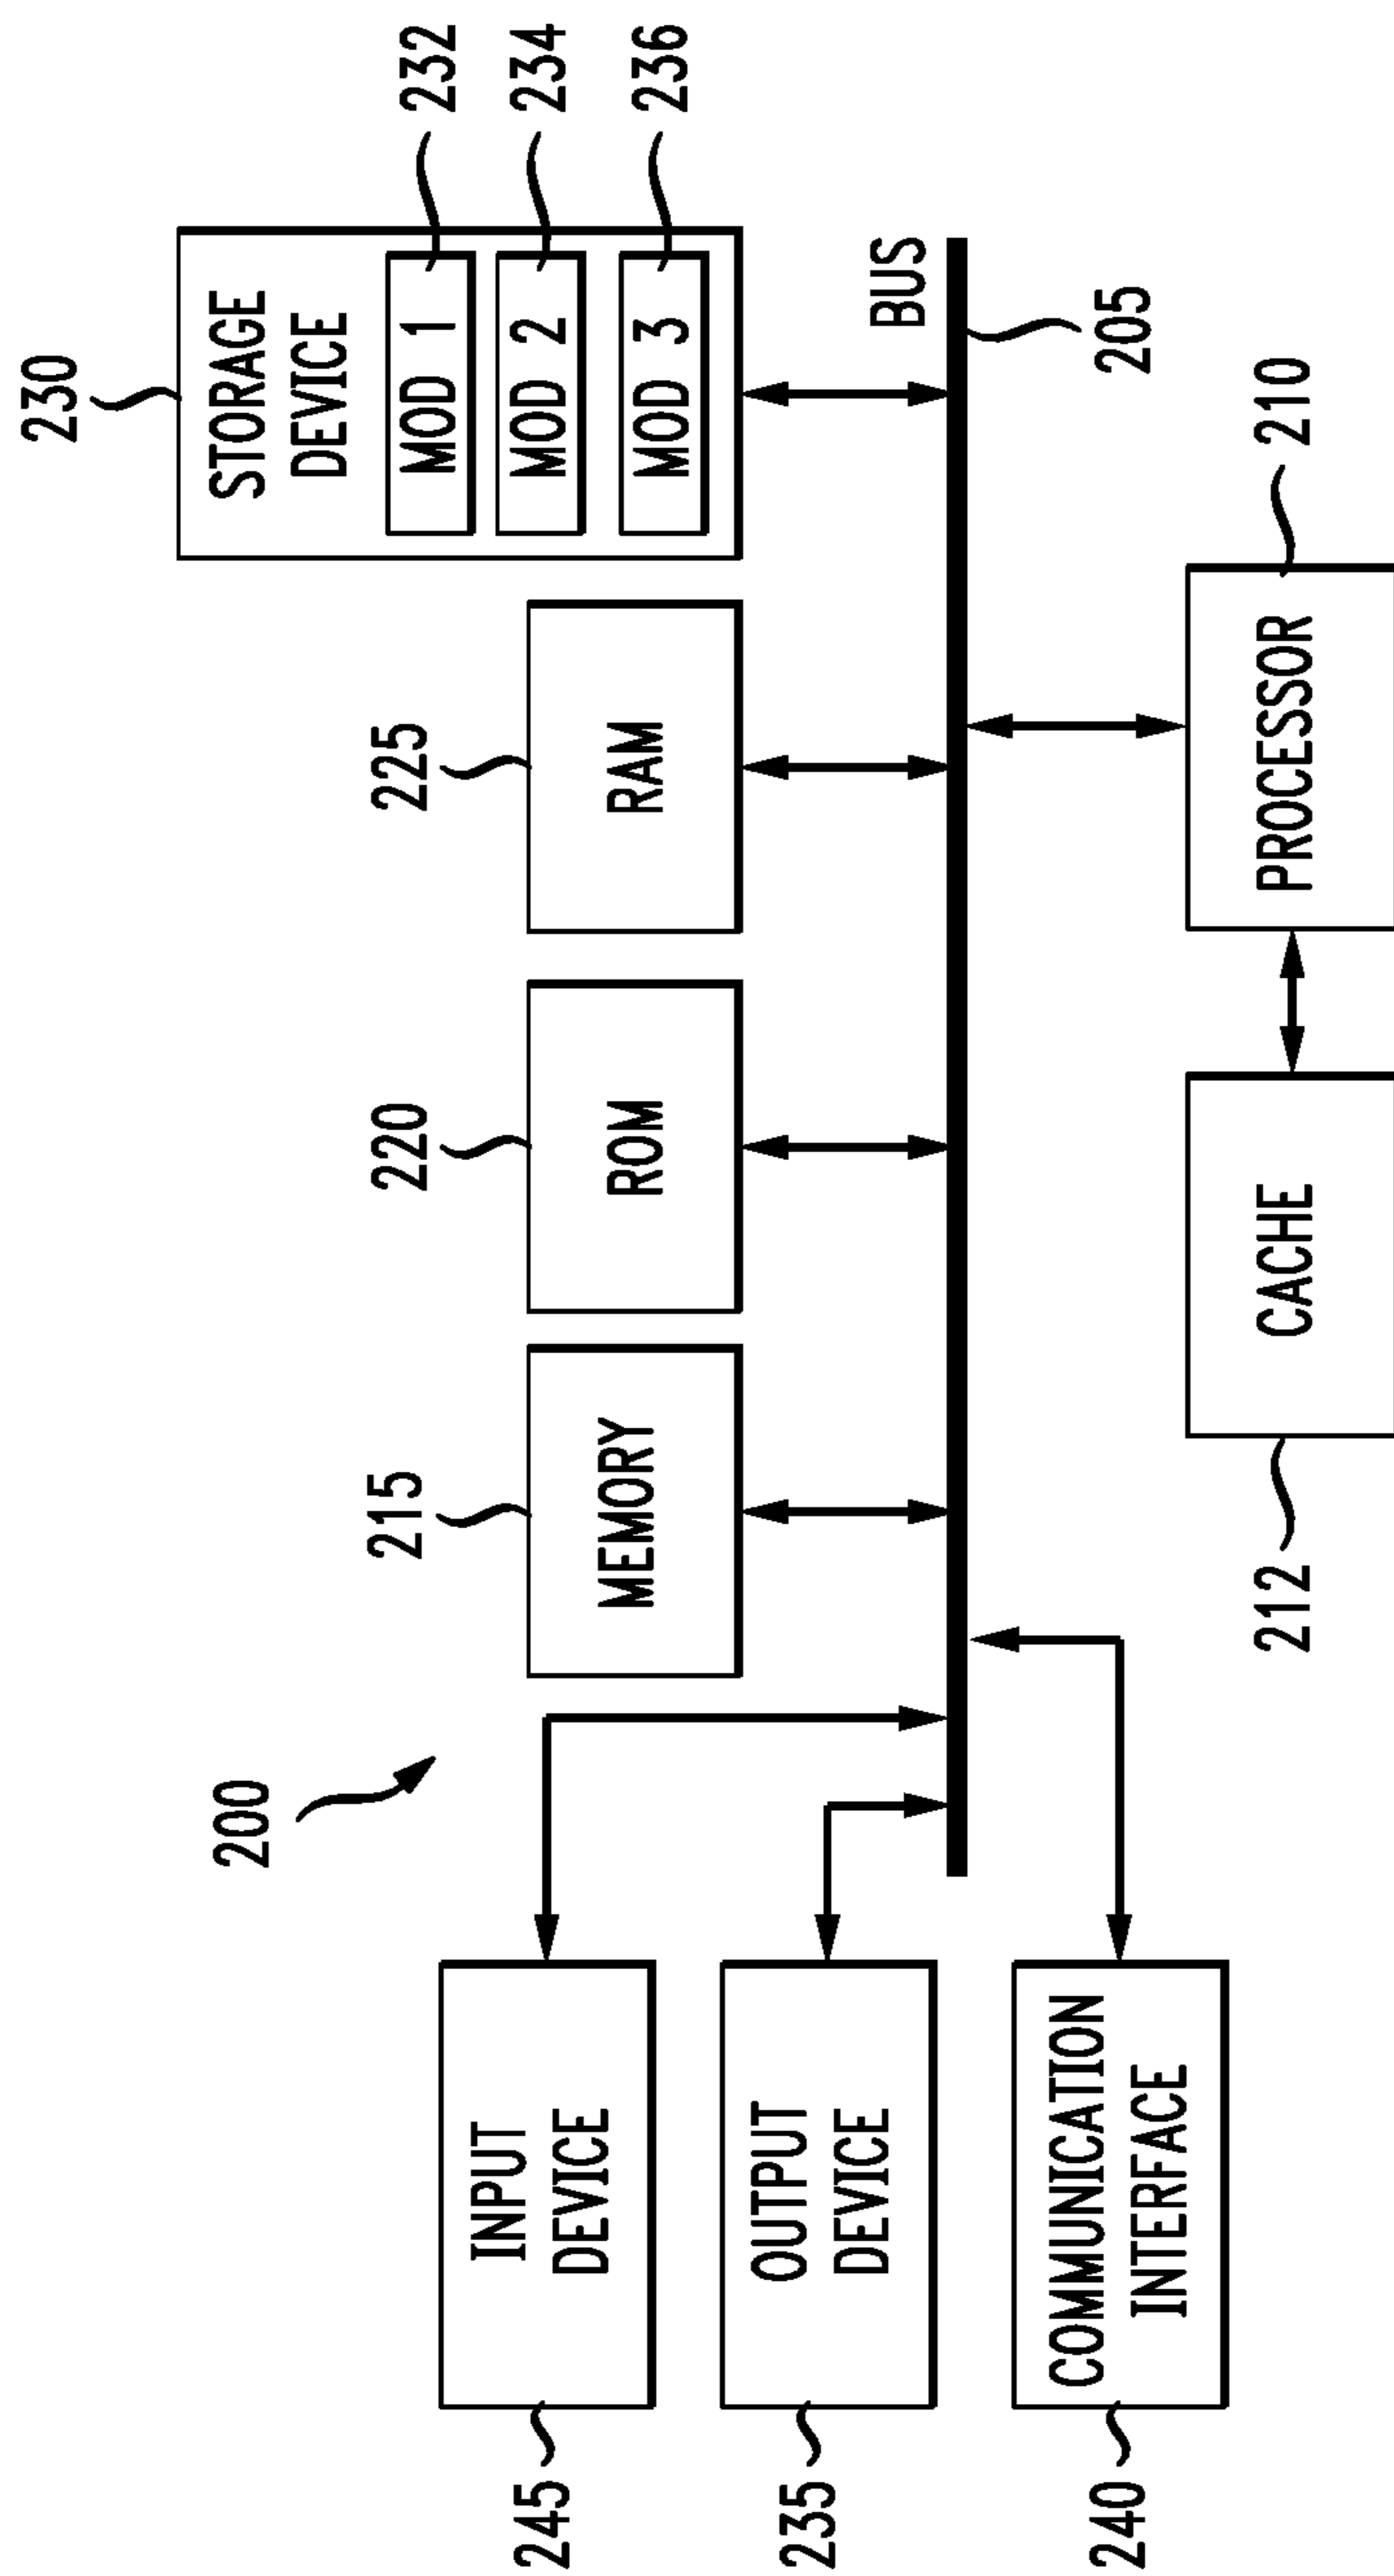 230
STORAGE
DEVICE
MOD 1
232
MOD 2
234
MOD 3
236
225
RAM
220
ROM
215
MEMORY
200
BUS
205
245
INPUT
DEVICE
235
OUTPUT
DEVICE
240
COMMUNICATION
INTERFACE
212
CACHE
PROCESSOR
210